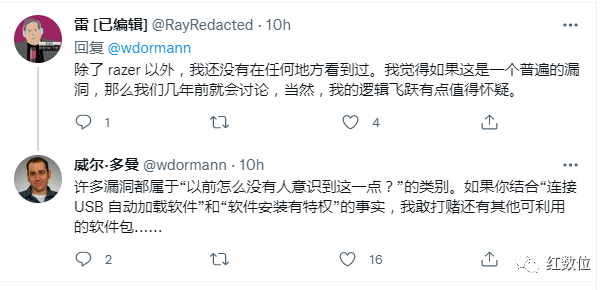 雷 [已编辑] @RayRedacted · 10h
回复 @wdormann
除了 razer 以外，我还没有在任何地方看到过。我觉得如果这是一个普遍的漏
洞，那么我们几年前就会讨论，当然，我的逻辑飞跃有点值得怀疑。
1 4
威尔·多曼 @wdormann · 10h
许多漏洞都属于“以前怎么没有人意识到这一点？”的类别。如果你结合“连接
USB 自动加载软件”和“软件安装有特权”的事实，我敢打赌还有其他可利用
的软件包......
2 16
红数位